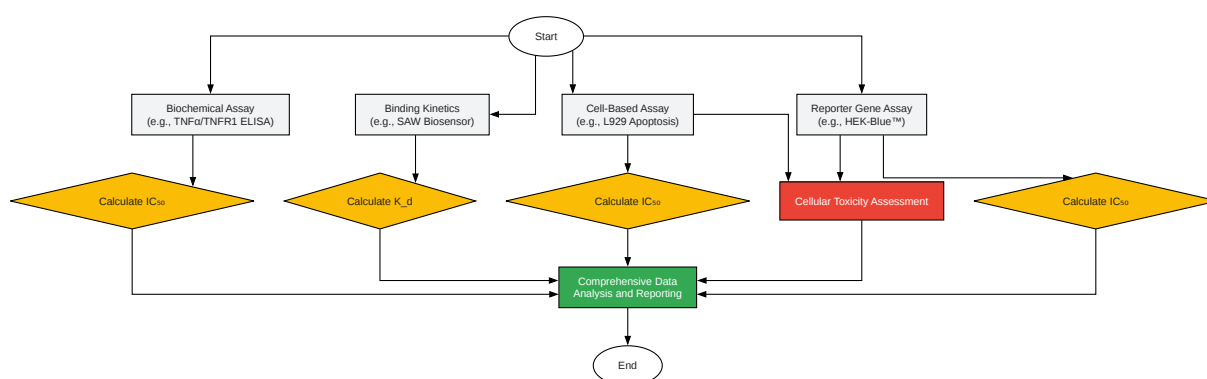 Start
Biochemical Assay
(e.g., TNFα/TNFR1 ELISA)
Binding Kinetics
(e.g., SAW Biosensor)
Cell-Based Assay
(e.g., L929 Apoptosis)
Reporter Gene Assay
(e.g., HEK-Blue™)
Calculate IC₅₀
Calculate K_d
Calculate IC₅₀
Cellular Toxicity Assessment
Calculate IC₅₀
Comprehensive Data
Analysis and Reporting
End